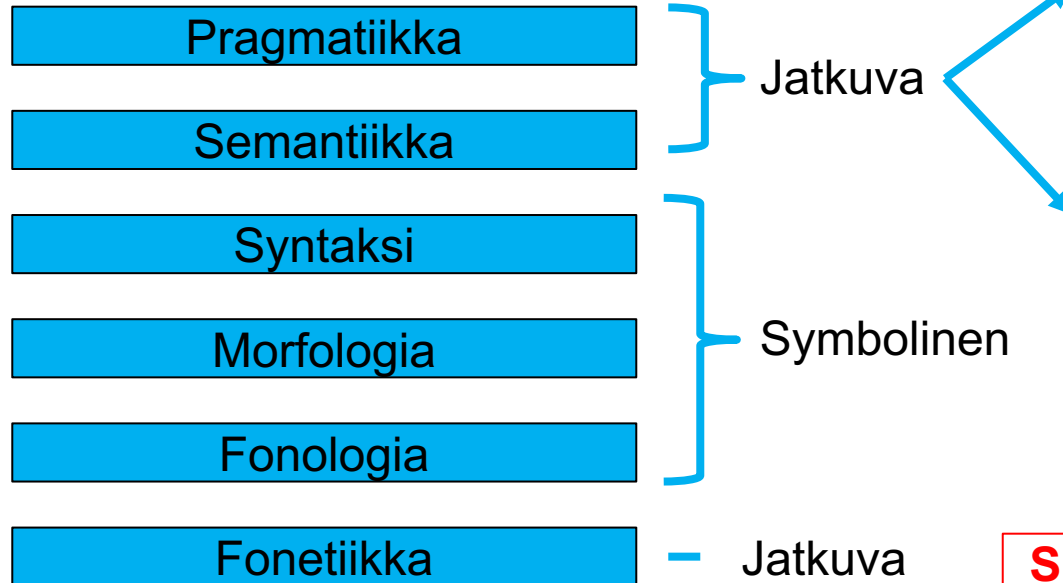 Pragmatiikka
Jatkuva
Semantiikka
Syntaksi
Symbolinen
Morfologia
Fonologia
Fonetiikka
Jatkuva
S